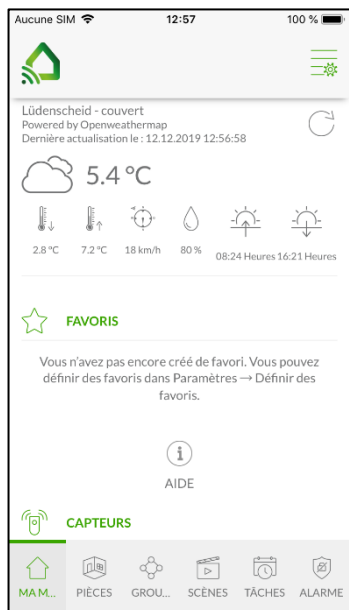 Aucune SIM 12:57 100 %
Lüdenscheid - couvert
Powered by Openweathermap
Dernière actualisation le : 12.12.2019 12:56:58
5.4 °C
2.8 °C 7.2 °C 18 km/h 80 % 08:24 Heures 16:21 Heures
FAVORIS
Vous n'avez pas encore créé de favori. Vous pouvez
définir des favoris dans Paramètres → Définir des
favoris.
AIDE
CAPTEURS
MA M... PIÈCES GROU... SCÈNES TÂCHES ALARME